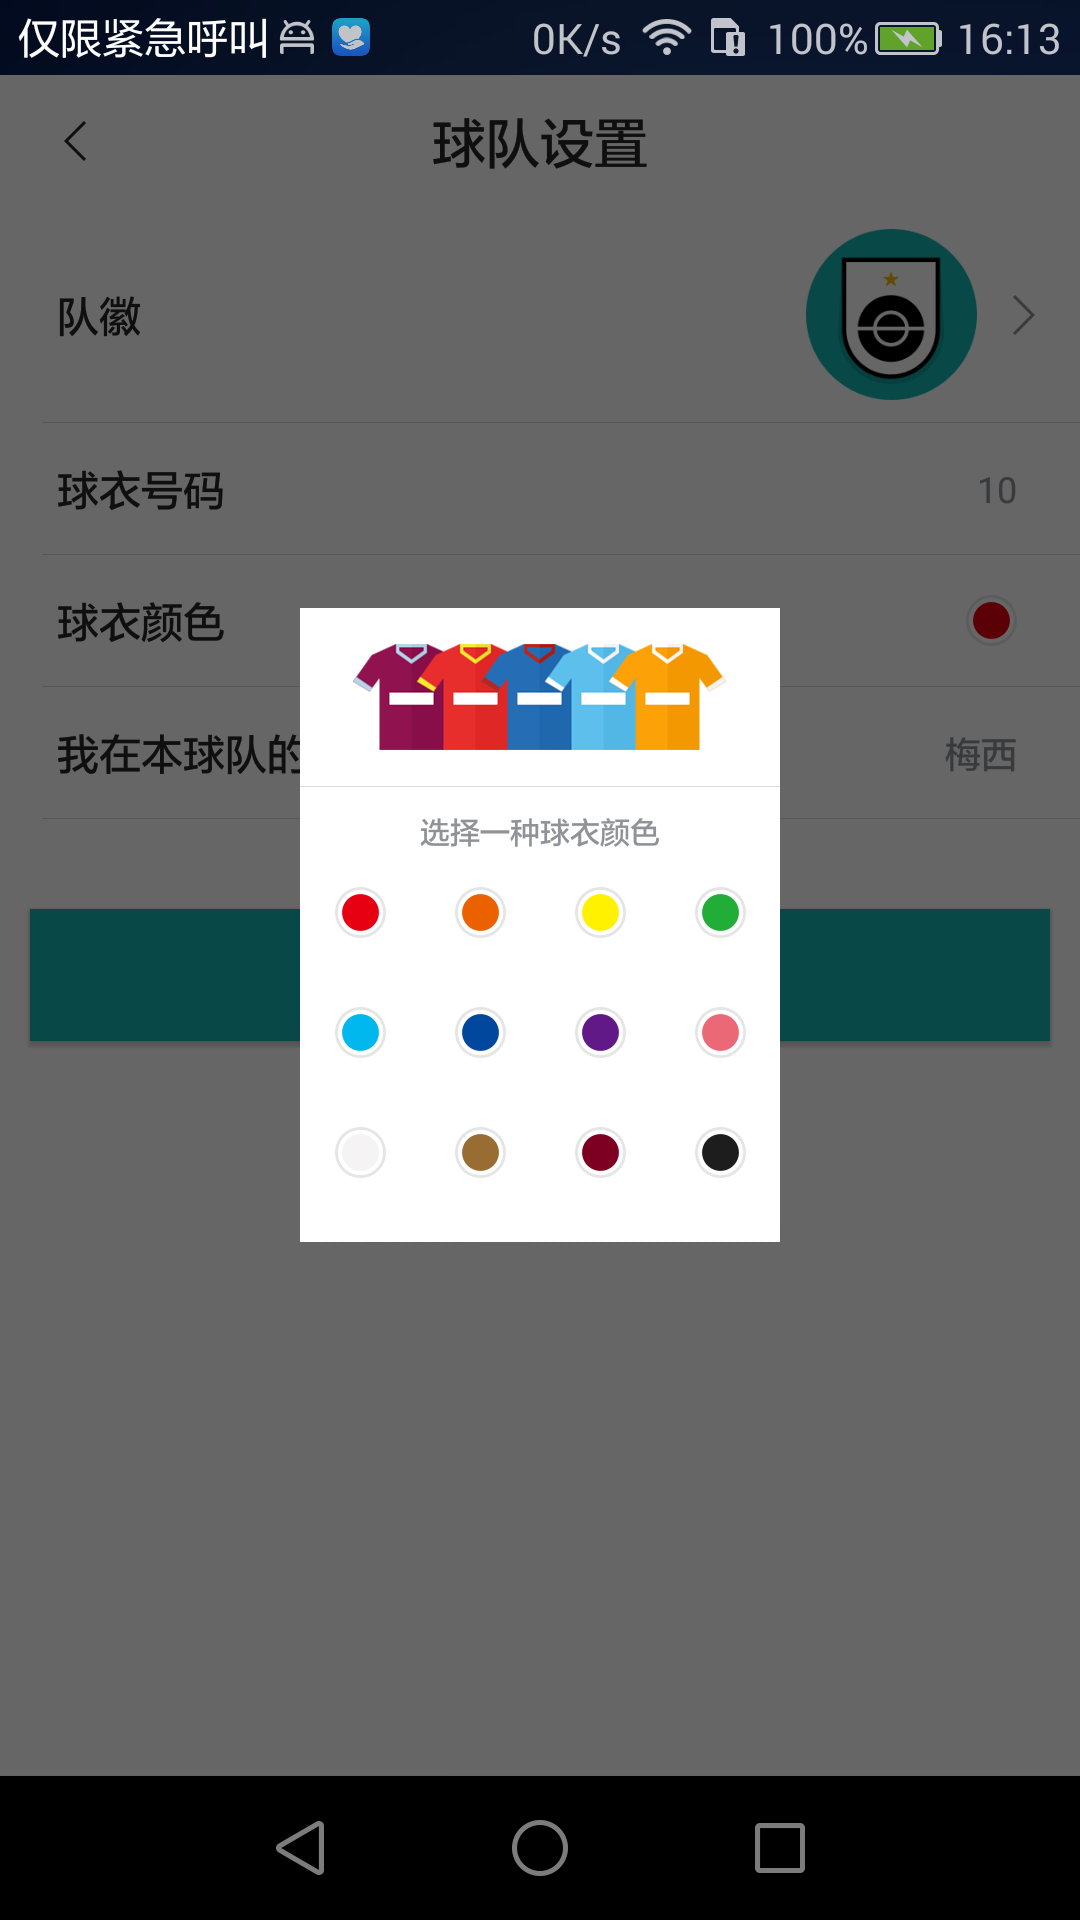 仅限紧急呼叫 0K/s 100% 16:13
球队设置
队徽
球衣号码 10
球衣颜色
我在本球队的 梅西
选择一种球衣颜色